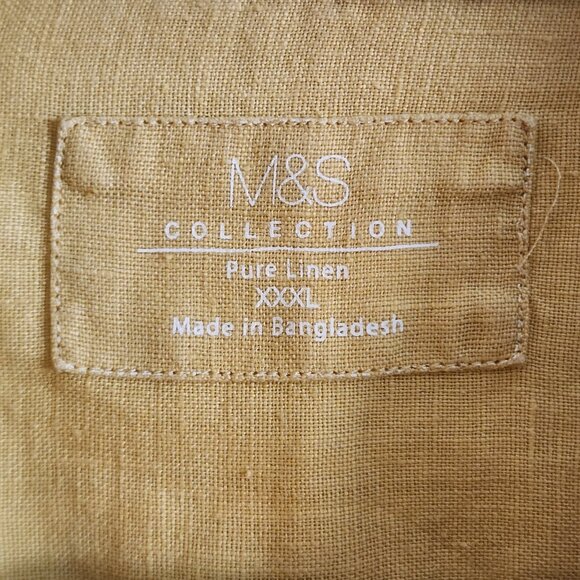 M&S
COLLECTION
Pure Linen
XXXL
Made in Bangladesh